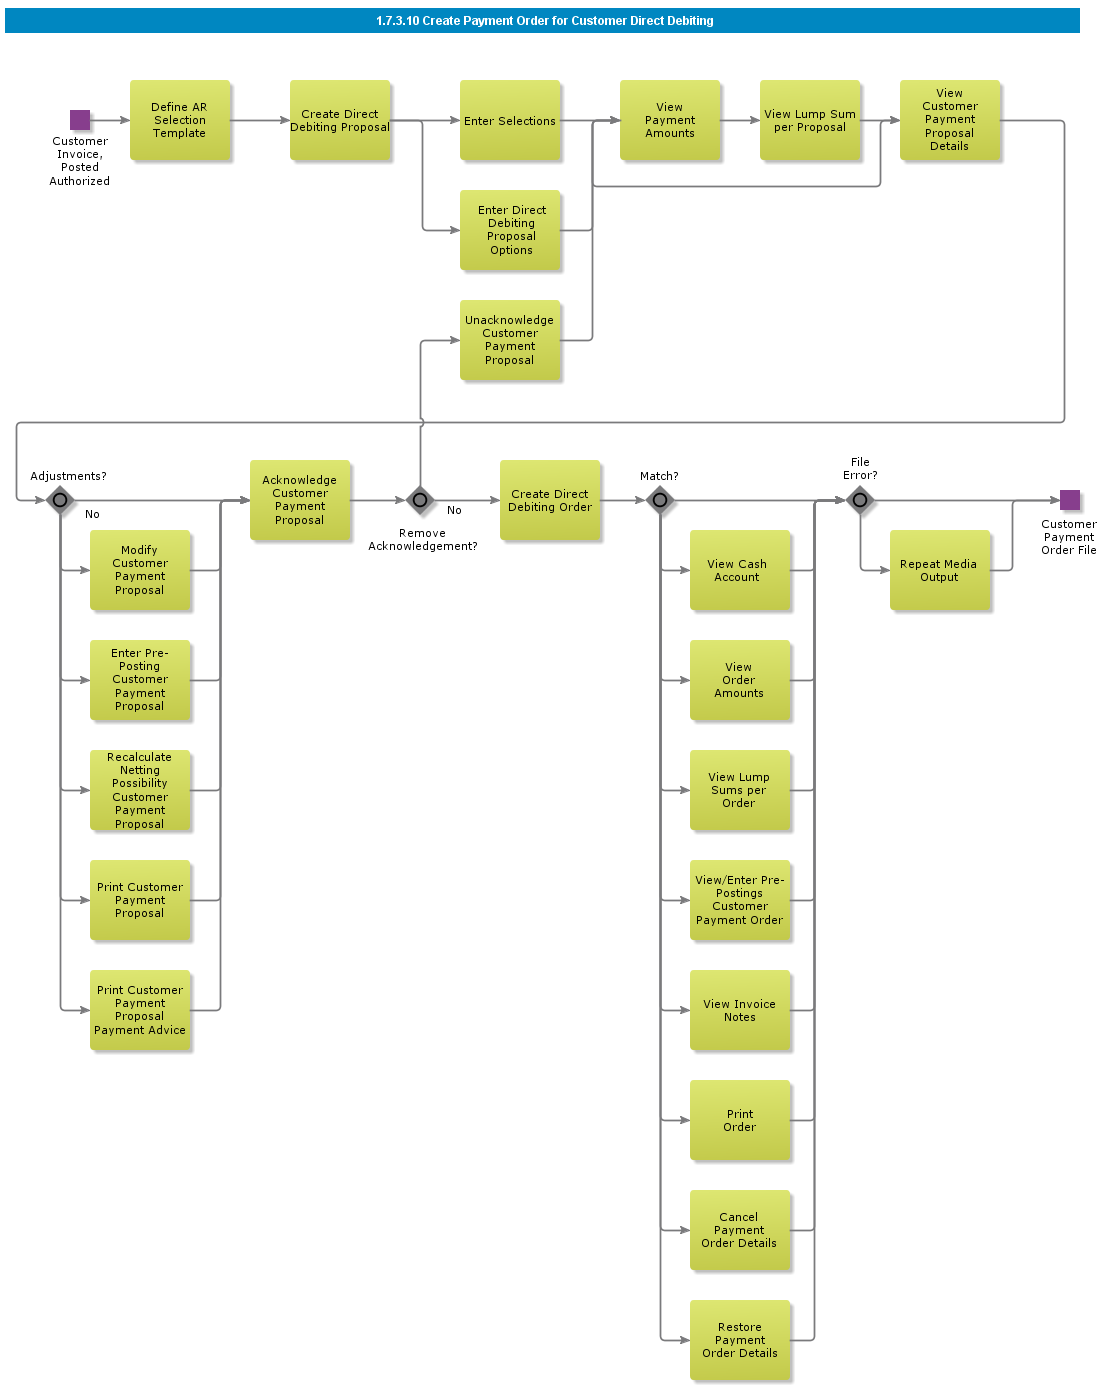 1.7.3.10 Create Payment Order for Customer Direct Debiting
Customer
Invoice,
Posted
Authorized
Define AR
Selection
Template
Create Direct
Debiting Proposal
Enter Selections
View
Payment
Amounts
View Lump Sum
per Proposal
View
Customer
Payment
Proposal
Details
Enter Direct
Debiting
Proposal
Options
Unacknowledge
Customer
Payment
Proposal
Adjustments?
No
Acknowledge
Customer
Payment
Proposal
Remove
Acknowledgement?
No
Create Direct
Debiting Order
Match?
File
Error?
Customer
Payment
Order File
Modify
Customer
Payment
Proposal
Enter Pre-
Posting
Customer
Payment
Proposal
Recalculate
Netting
Possibility
Customer
Payment
Proposal
Print Customer
Payment
Proposal
Print Customer
Payment
Proposal
Payment Advice
View Cash
Account
View
Order
Amounts
View Lump
Sums per
Order
View/Enter Pre-
Postings
Customer
Payment Order
View Invoice
Notes
Print
Order
Cancel
Payment
Order Details
Restore
Payment
Order Details
Repeat Media
Output